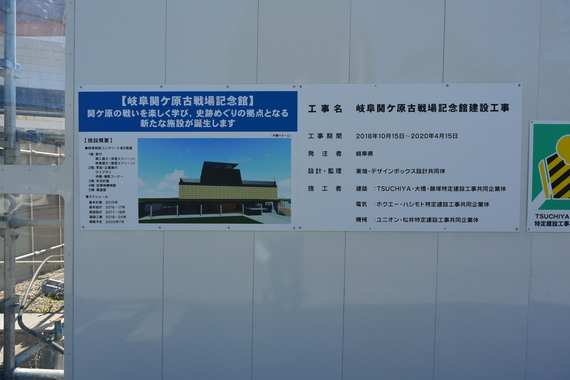 【岐阜関ケ原古戦場記念館】
関ケ原の戦いを楽しく学び、史跡めぐりの拠点となる
新たな施設が誕生します
【施設概要】
工事名　岐阜関ケ原古戦場記念館建設工事
工事期間　2018年10月15日~2020年4月15日
発注者　岐阜県
設計・監理　東畑・デザインボックス設計共同体
施工者　建築　:TSUCHIYA・大橋・藤塚特定建設工事共同企業体
電気　:ホクエー・ハシモト特定建設工事共同企業体
機械　:ユニオン・松井特定建設工事共同企業体
TSUCHIYA
特定建設工事